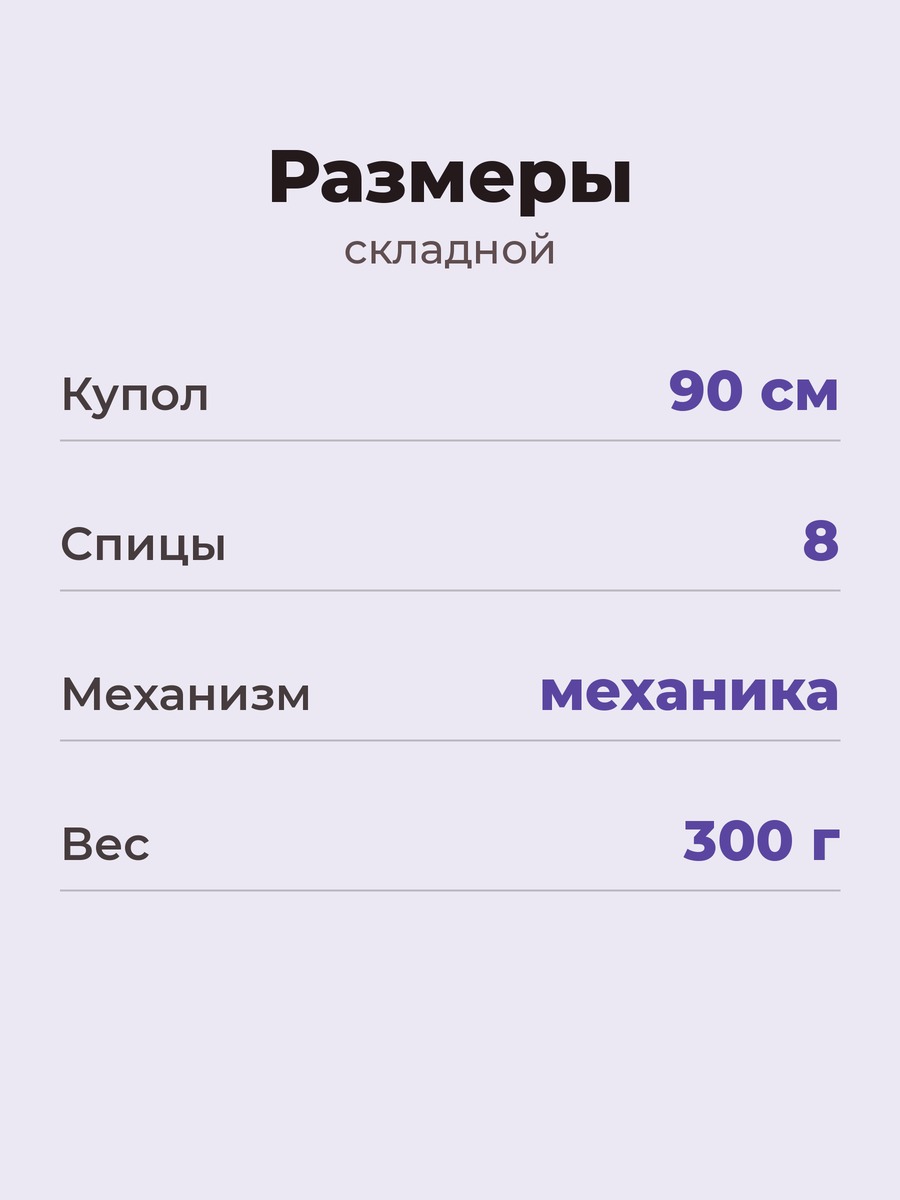 Размеры
складной
Купол 90 см
Спицы 8
Механизм механика
Вес 300 г